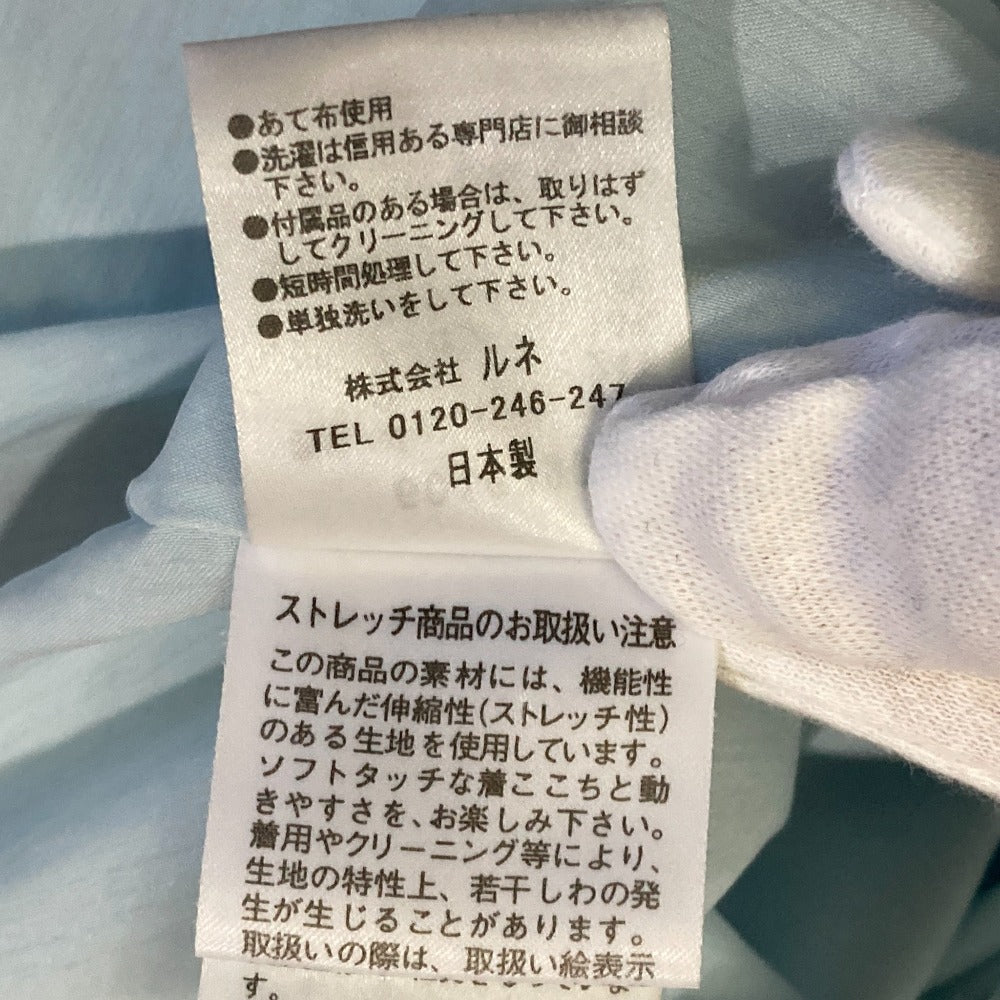 ●あて布使用
●洗濯は信用ある専門店に御相談
下さい。
●付属品のある場合は、取りはず
してクリーニングして下さい。
●短時間処理して下さい。
●単独洗いをして下さい。
株式会社 ルネ
TEL 0120-246-247
日本製
ストレッチ商品のお取扱い注意
この商品の素材には、機能性
に富んだ伸縮性(ストレッチ性)
のある生地を使用しています。
ソフトタッチな着ここちと動
きやすさを、お楽しみ下さい。
着用やクリーニング等により、
生地の特性上、若干しわの発
生が生じることがあります。
取扱いの際は、取扱い絵表示
す。